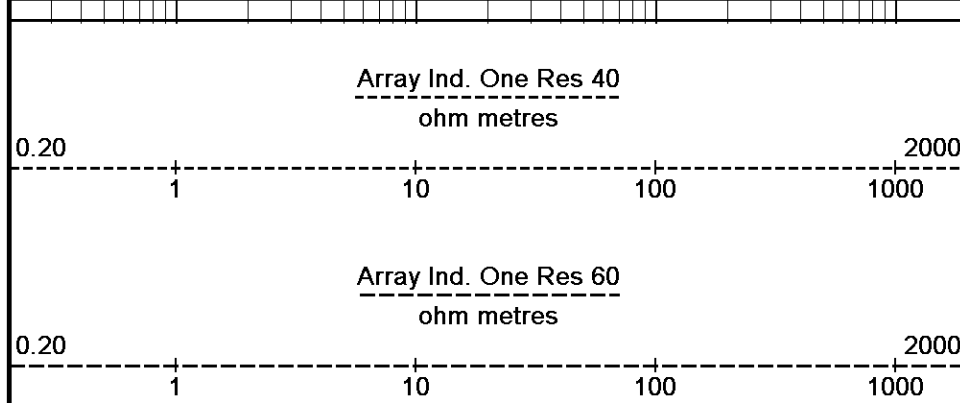 Array Ind. One Res 40
ohm metres
0.20 2000
1 10 100 1000
Array Ind. One Res 60
ohm metres
0.20 2000
1 10 100 1000